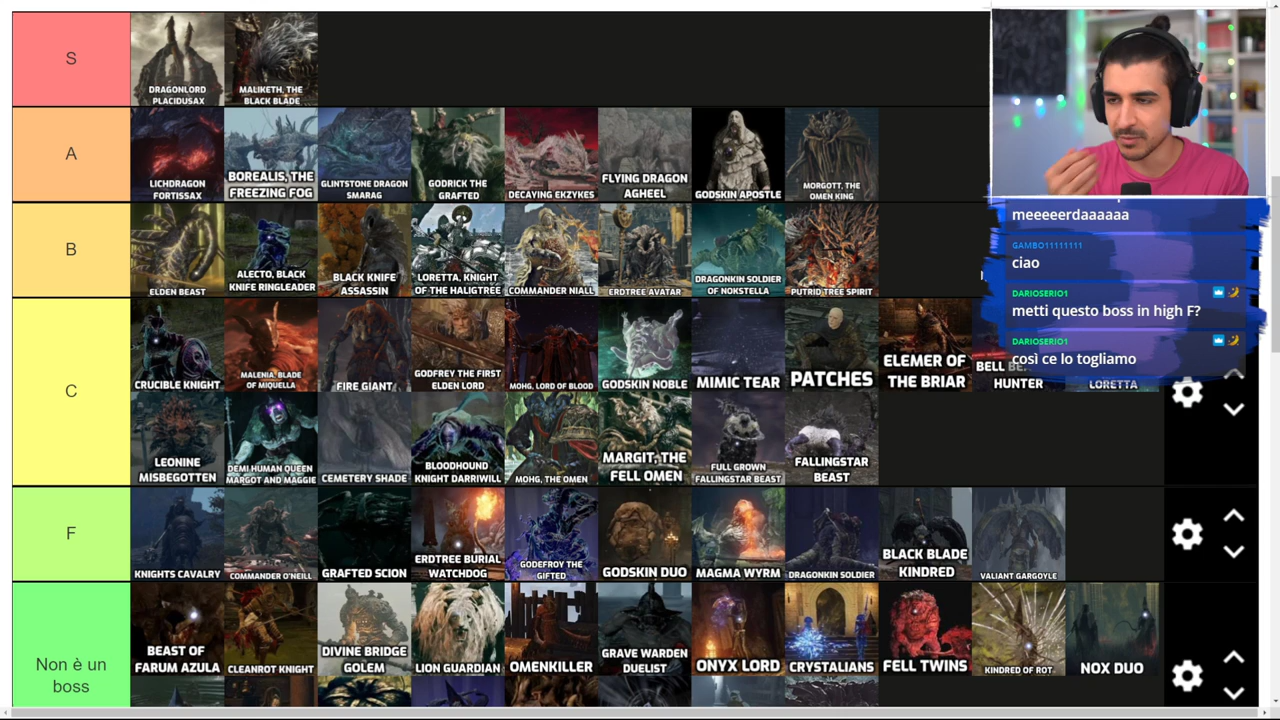 S
DRAGONLORD
PLACIDUSAX
MALIKETH, THE
BLACK BLADE
A
LICHDRAGON
FORTISSAX
BOREALIS, THE
FREEZING FOG
GLINTSTONE DRAGON
SMARAG
GODRICK THE
GRAFTED
DECAYING EKZYKES
FLYING DRAGON
AGHEEL
GODSKIN APOSTLE
MORGOTT, THE
OMEN KING
B
ELDEN BEAST
ALECTO, BLACK
KNIFE RINGLEADER
BLACK KNIFE
ASSASSIN
LORETTA, KNIGHT
OF THE HALIGTREE
COMMANDER NIALL
ERDTREE AVATAR
DRAGONKIN SOLDIER
OF NOKSTELLA
PUTRID TREE SPIRIT
C
CRUCIBLE KNIGHT
MALENIA, BLADE
OF MIQUELLA
FIRE GIANT
GODFREY THE FIRST
ELDEN LORD
MOHG, LORD OF BLOOD
GODSKIN NOBLE
MIMIC TEAR
PATCHES
ELEMER OF
THE BRIAR
HUNTER
LORETTA
LEONINE
MISBEGOTTEN
DEMI HUMAN QUEEN
MARGOT AND MAGGIE
CEMETERY SHADE
BLOODHOUND
KNIGHT DARRIWILL
MOHG, THE OMEN
MARGIT, THE
FELL OMEN
FULL GROWN
FALLINGSTAR BEAST
FALLINGSTAR
BEAST
F
KNIGHTS CAVALRY
COMMANDER O'NEILL
GRAFTED SCION
ERDTREE BURIAL
WATCHDOG
GODEFROY THE
GIFTED
GODSKIN DUO
MAGMA WYRM
DRAGONKIN SOLDIER
BLACK BLADE
KINDRED
VALIANT GARGOYLE
Non è un
boss
BEAST OF
FARUM AZULA
CLEANROT KNIGHT
DIVINE BRIDGE
GOLEM
LION GUARDIAN
OMENKILLER
GRAVE WARDEN
DUELIST
ONYX LORD
CRYSTALIANS
FELL TWINS
KINDRED OF ROT
NOX DUO
meeeeerdaaaaaa
GAMBO11111111
ciao
DARIOSERIO1
metti questo boss in high F?
DARIOSERIO1
così ce lo togliamo